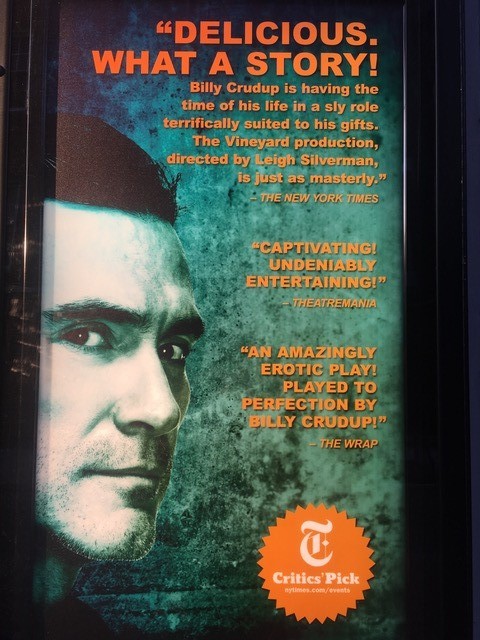 “DELICIOUS.
WHAT A STORY!
Billy Crudup is having the
time of his life in a sly role
terrifically suited to his gifts.
The Vineyard production,
directed by Leigh Silverman,
is just as masterly.”
– THE NEW YORK TIMES
“CAPTIVATING!
UNDENIABLY
ENTERTAINING!”
– THEATREMANIA
“AN AMAZINGLY
EROTIC PLAY!
PLAYED TO
PERFECTION BY
BILLY CRUDUP!”
– THE WRAP
T
Critics’ Pick
nytimes.com/events